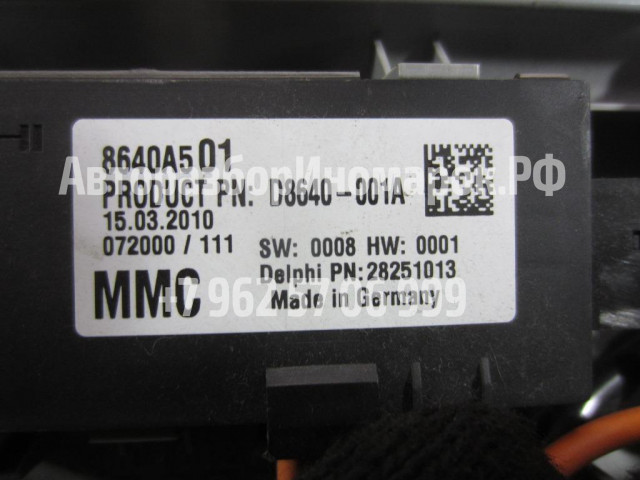 8640A501
АвторазборИномарок.РФ
PRODUCT PN: D8640-001A
15.03.2010
072000 / 111
SW: 0008 HW: 0001
Delphi PN:28251013
MMC
Made in Germany